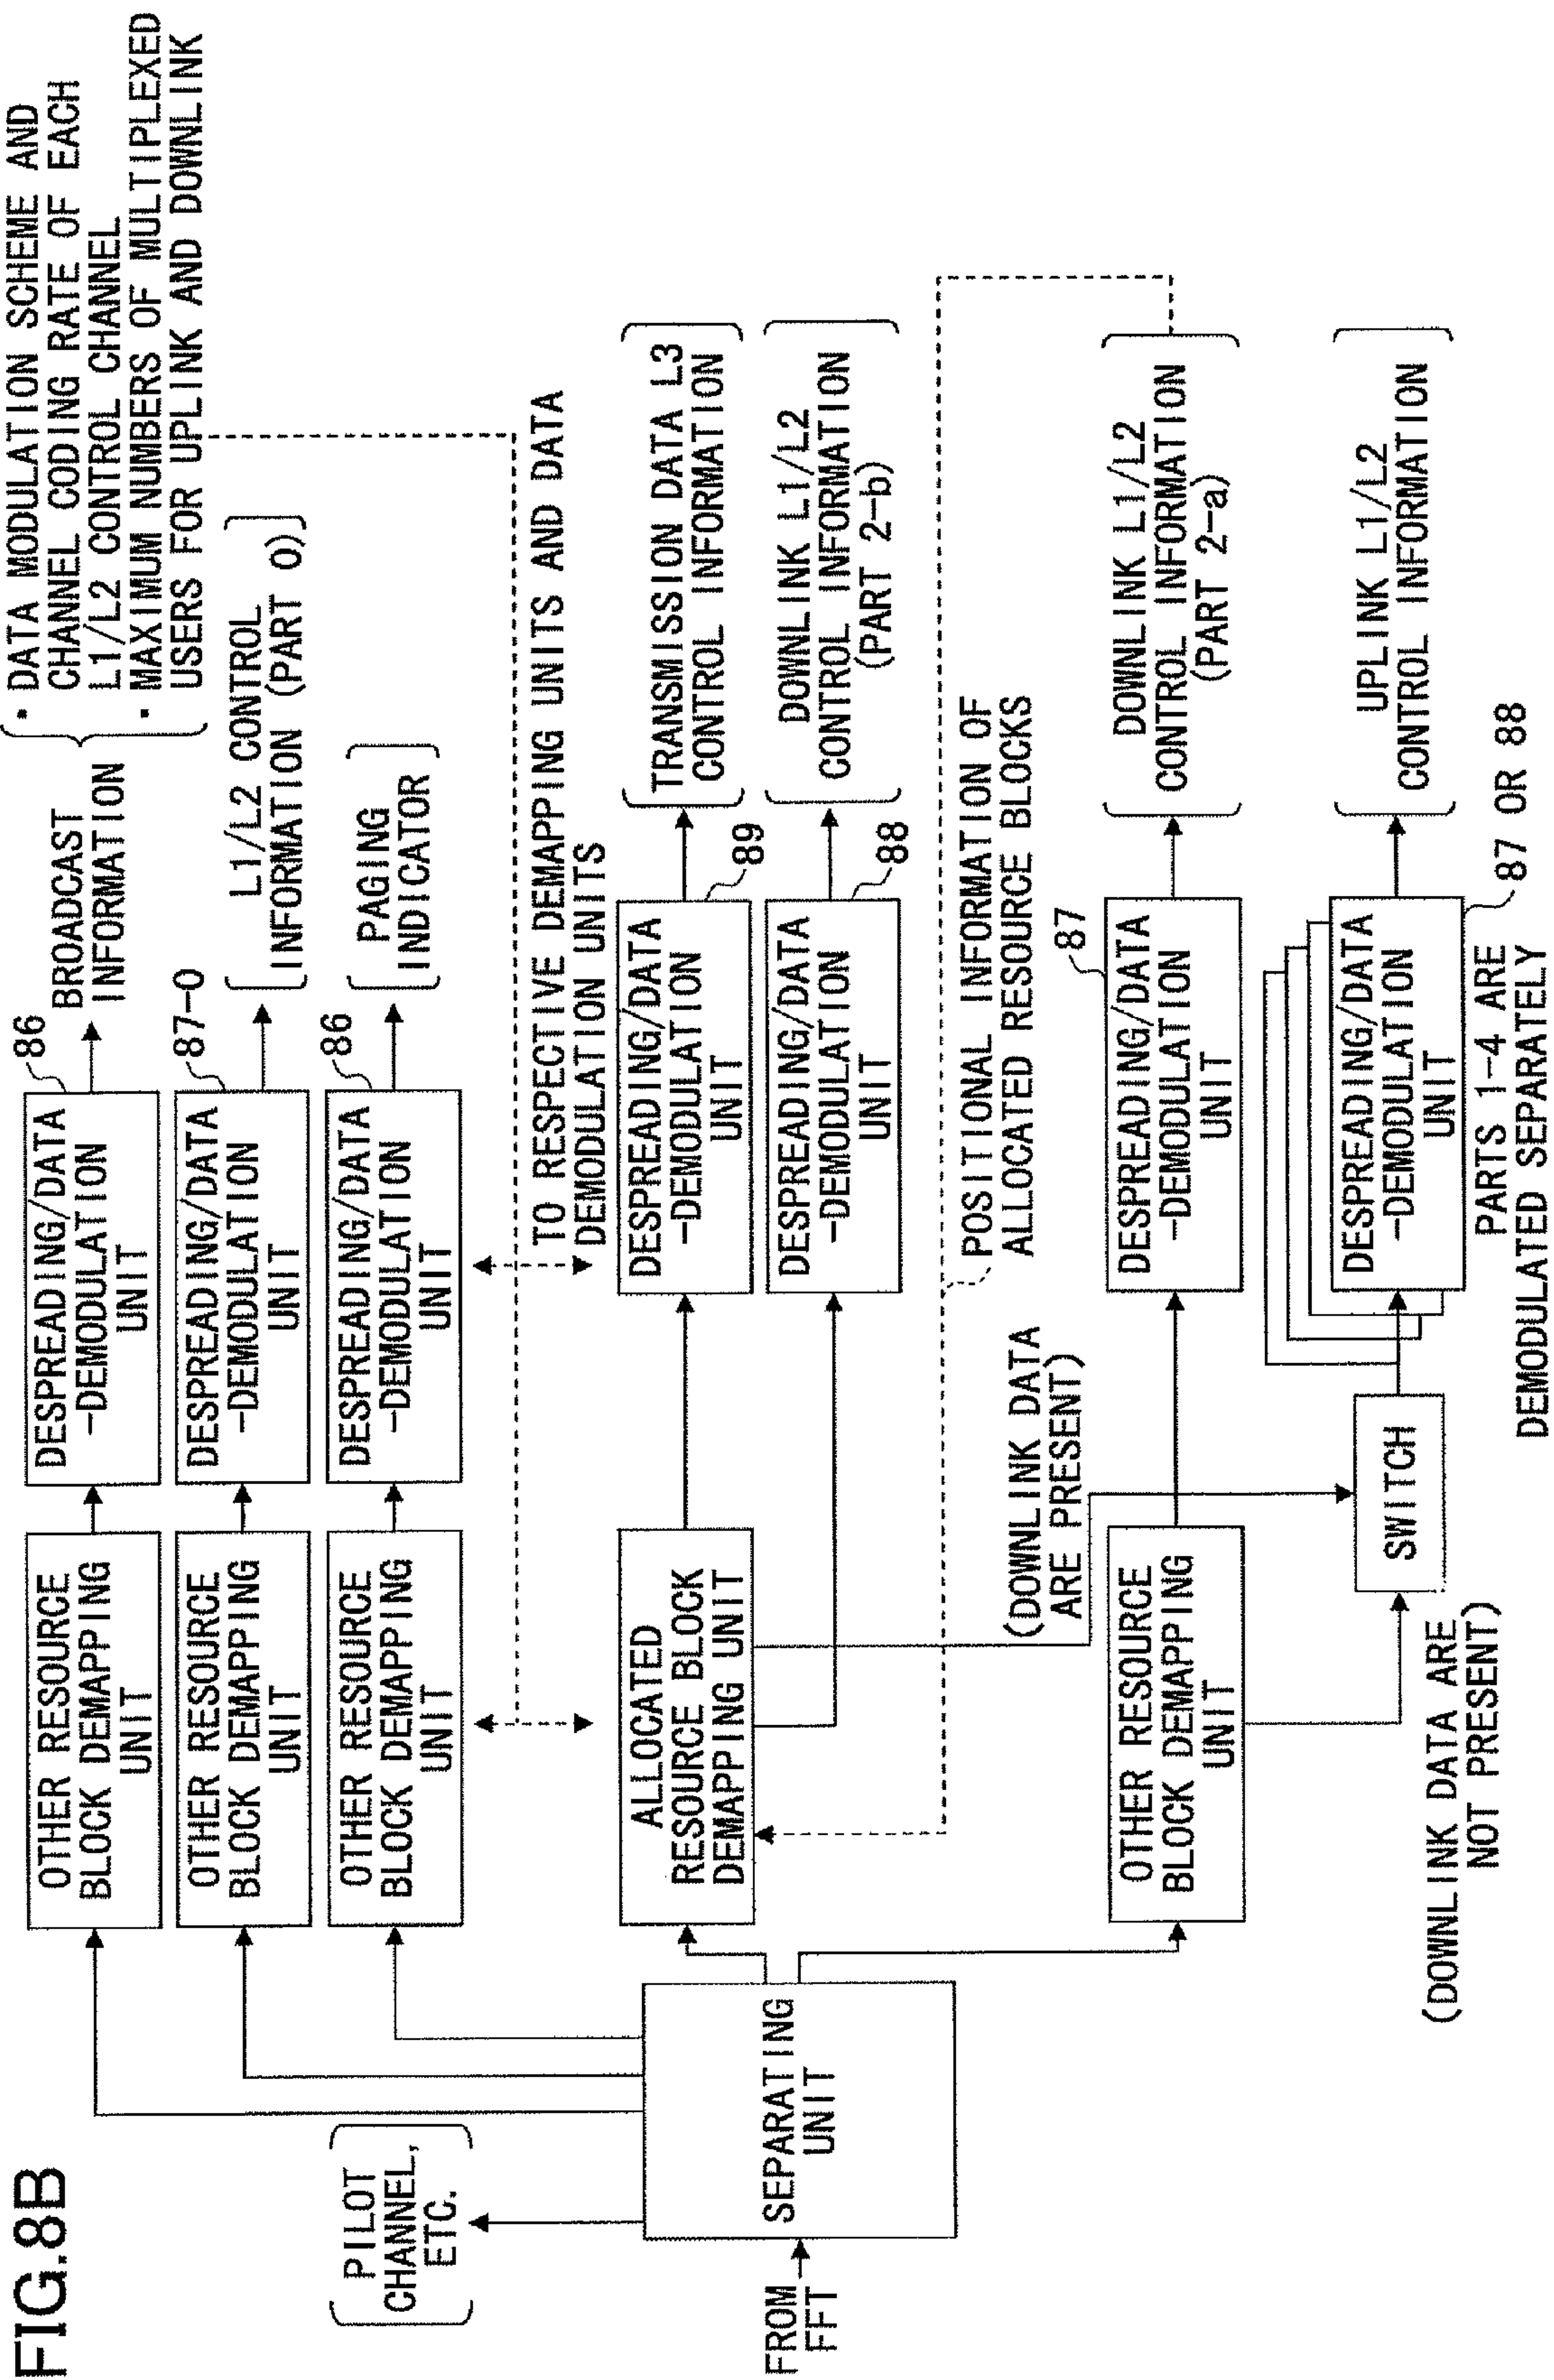 FIG.8B
FROM
FFT
SEPARATING
UNIT
PILOT
CHANNEL,
ETC.
OTHER RESOURCE
BLOCK DEMAPPING
UNIT
DESPREADING/DATA
-DEMODULATION
UNIT
86
BROADCAST
INFORMATION
• DATA MODULATION SCHEME AND
CHANNEL CODING RATE OF EACH
L1/L2 CONTROL CHANNEL
• MAXIMUM NUMBERS OF MULTIPLEXED
USERS FOR UPLINK AND DOWNLINK
OTHER RESOURCE
BLOCK DEMAPPING
UNIT
DESPREADING/DATA
-DEMODULATION
UNIT
87-0
L1/L2 CONTROL
INFORMATION (PART 0)
OTHER RESOURCE
BLOCK DEMAPPING
UNIT
DESPREADING/DATA
-DEMODULATION
UNIT
86
PAGING
INDICATOR
TO RESPECTIVE DEMAPPING UNITS AND DATA
DEMODULATION UNITS
ALLOCATED
RESOURCE BLOCK
DEMAPPING UNIT
DESPREADING/DATA
-DEMODULATION
UNIT
89
TRANSMISSION DATA L3
CONTROL INFORMATION
DESPREADING/DATA
-DEMODULATION
UNIT
88
DOWNLINK L1/L2
CONTROL INFORMATION
(PART 2-b)
POSITIONAL INFORMATION OF
ALLOCATED RESOURCE BLOCKS
(DOWNLINK DATA
ARE PRESENT)
OTHER RESOURCE
BLOCK DEMAPPING
UNIT
DESPREADING/DATA
-DEMODULATION
UNIT
87
DOWNLINK L1/L2
CONTROL INFORMATION
(PART 2-a)
(DOWNLINK DATA ARE
NOT PRESENT)
SWITCH
DESPREADING/DATA
-DEMODULATION
UNIT
87 OR 88
UPLINK L1/L2
CONTROL INFORMATION
PARTS 1-4 ARE
DEMODULATED SEPARATELY